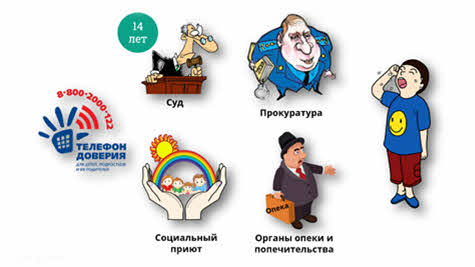 14
лет
Суд
Прокуратура
8-800-2000-122
ТЕЛЕФОН
ДОВЕРИЯ
ДЛЯ ДЕТЕЙ, ПОДРОСТКОВ
И ИХ РОДИТЕЛЕЙ
Социальный
приют
Опека
Органы опеки и
попечительства